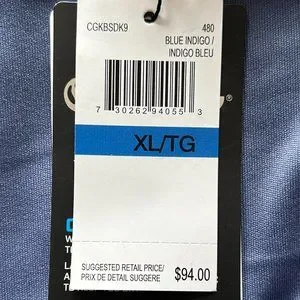 CGKBSDK9 480
BLUE INDIGO /
INDIGO BLEU
7 30262 94055 3
XL/TG
SUGGESTED RETAIL PRICE/
PRIX DE DETAIL SUGGERE
$94.00